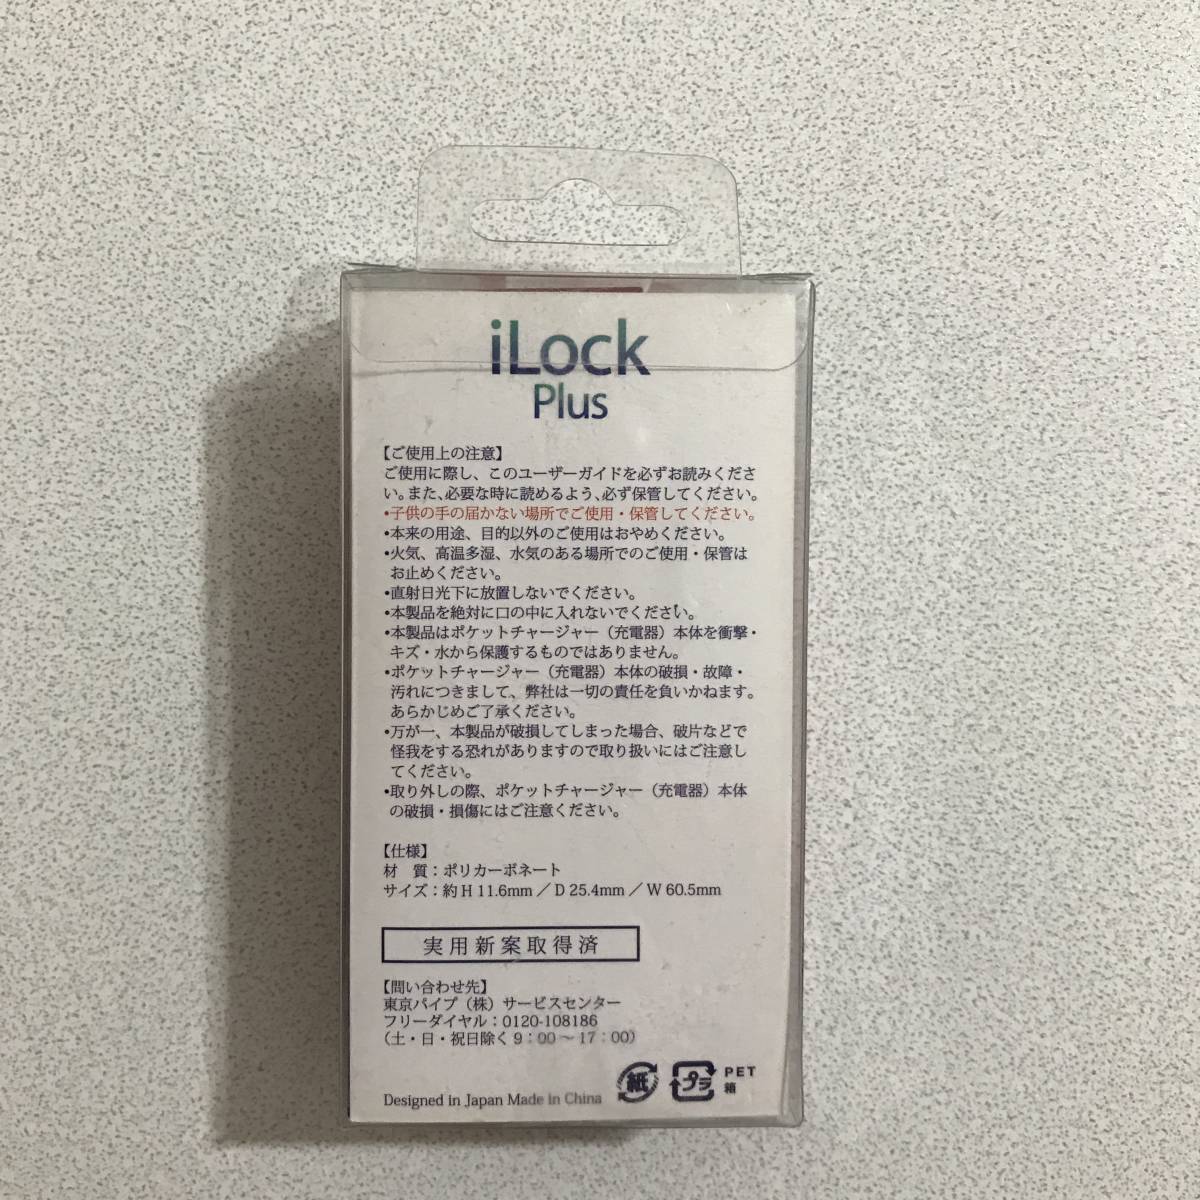 iLock
Plus
【ご使用上の注意】
ご使用に際し、このユーザーガイドを必ずお読みくださ
い。また、必要な時に読めるよう、必ず保管してください。
•子供の手の届かない場所でご使用・保管してください。
•本来の用途、目的以外のご使用はおやめください。
•火気、高温多湿、水気のある場所でのご使用・保管は
お止めください。
•直射日光下に放置しないでください。
•本製品を絶対に口の中に入れないでください。
•本製品はポケットチャージャー（充電器）本体を衝撃・
キズ・水から保護するものではありません。
•ポケットチャージャー（充電器）本体の破損・故障・
汚れにつきまして、弊社は一切の責任を負いかねます。
あらかじめご了承ください。
•万が一、本製品が破損してしまった場合、破片などで
怪我をする恐れがありますので取り扱いにはご注意し
てください。
•取り外しの際、ポケットチャージャー（充電器）本体
の破損・損傷にはご注意ください。
【仕様】
材　質：ポリカーボネート
サイズ：約 H 11.6mm ／ D 25.4mm ／ W 60.5mm
実用新案取得済
【問い合わせ先】
東京パイプ（株）サービスセンター
フリーダイヤル：0120-108186
（土・日・祝日除く 9：00 〜 17：00）
紙 プラ PET
箱
Designed in Japan Made in China